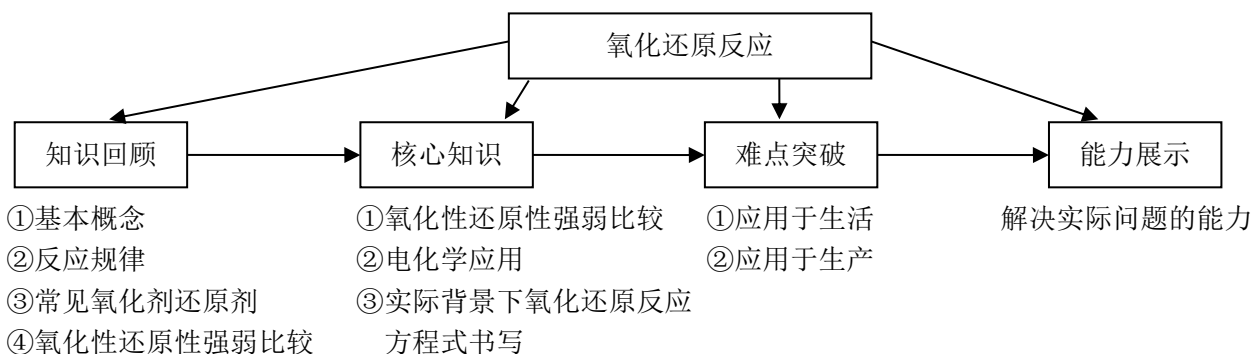 氧化还原反应
知识回顾
核心知识
难点突破
能力展示
①基本概念
②反应规律
③常见氧化剂还原剂
④氧化性还原性强弱比较
①氧化性还原性强弱比较
②电化学应用
③实际背景下氧化还原反应
方程式书写
①应用于生活
②应用于生产
解决实际问题的能力